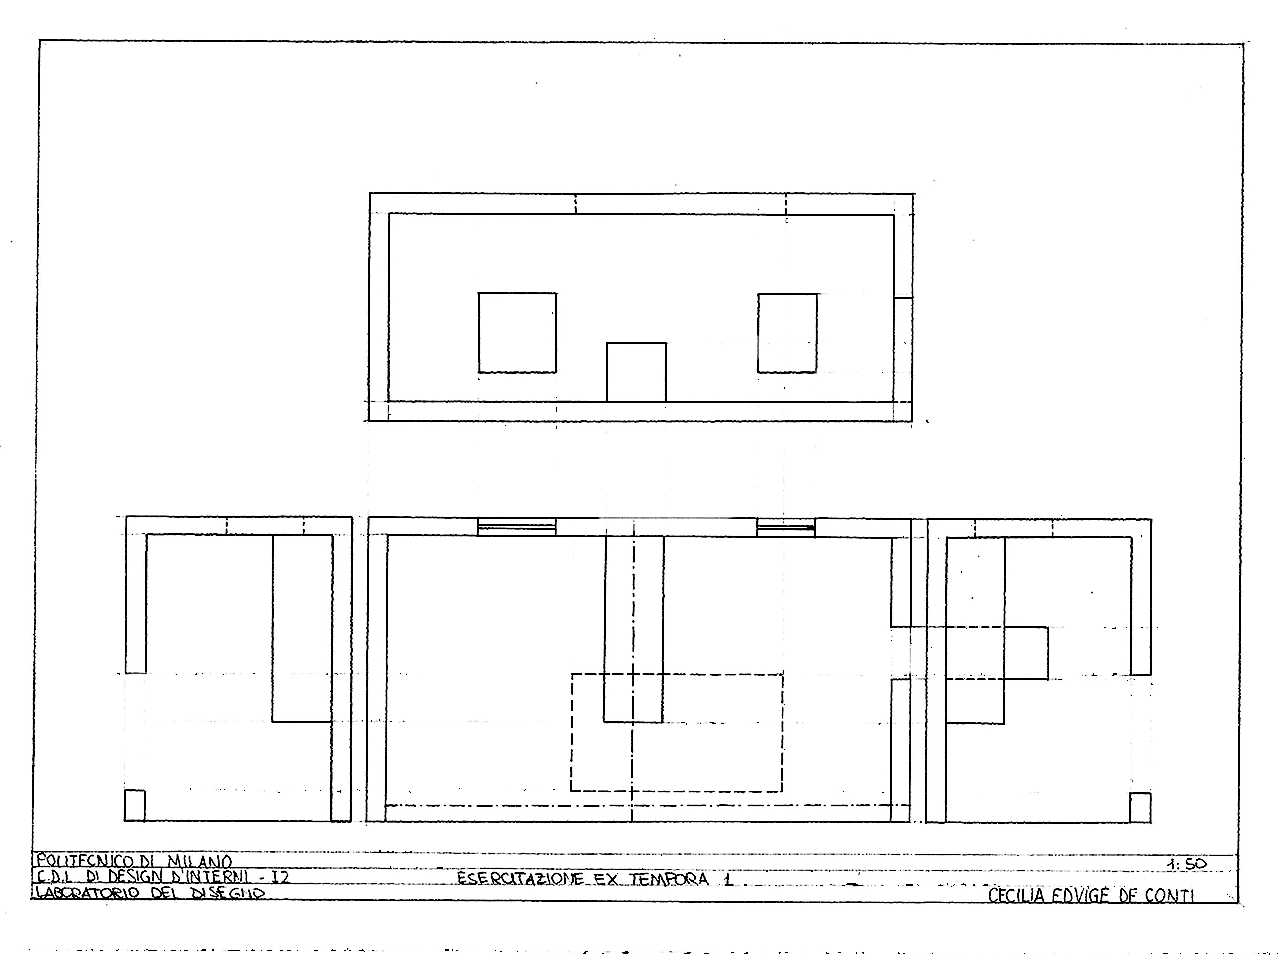 POLITECNICO DI MILANO
1:50
C.D.L DI DESIGN D'INTERNI - I2
ESERCITAZIONE EX TEMPORA 1
LABORATORIO DEL DISEGNO
CECILIA EDVIGE DE CONTI